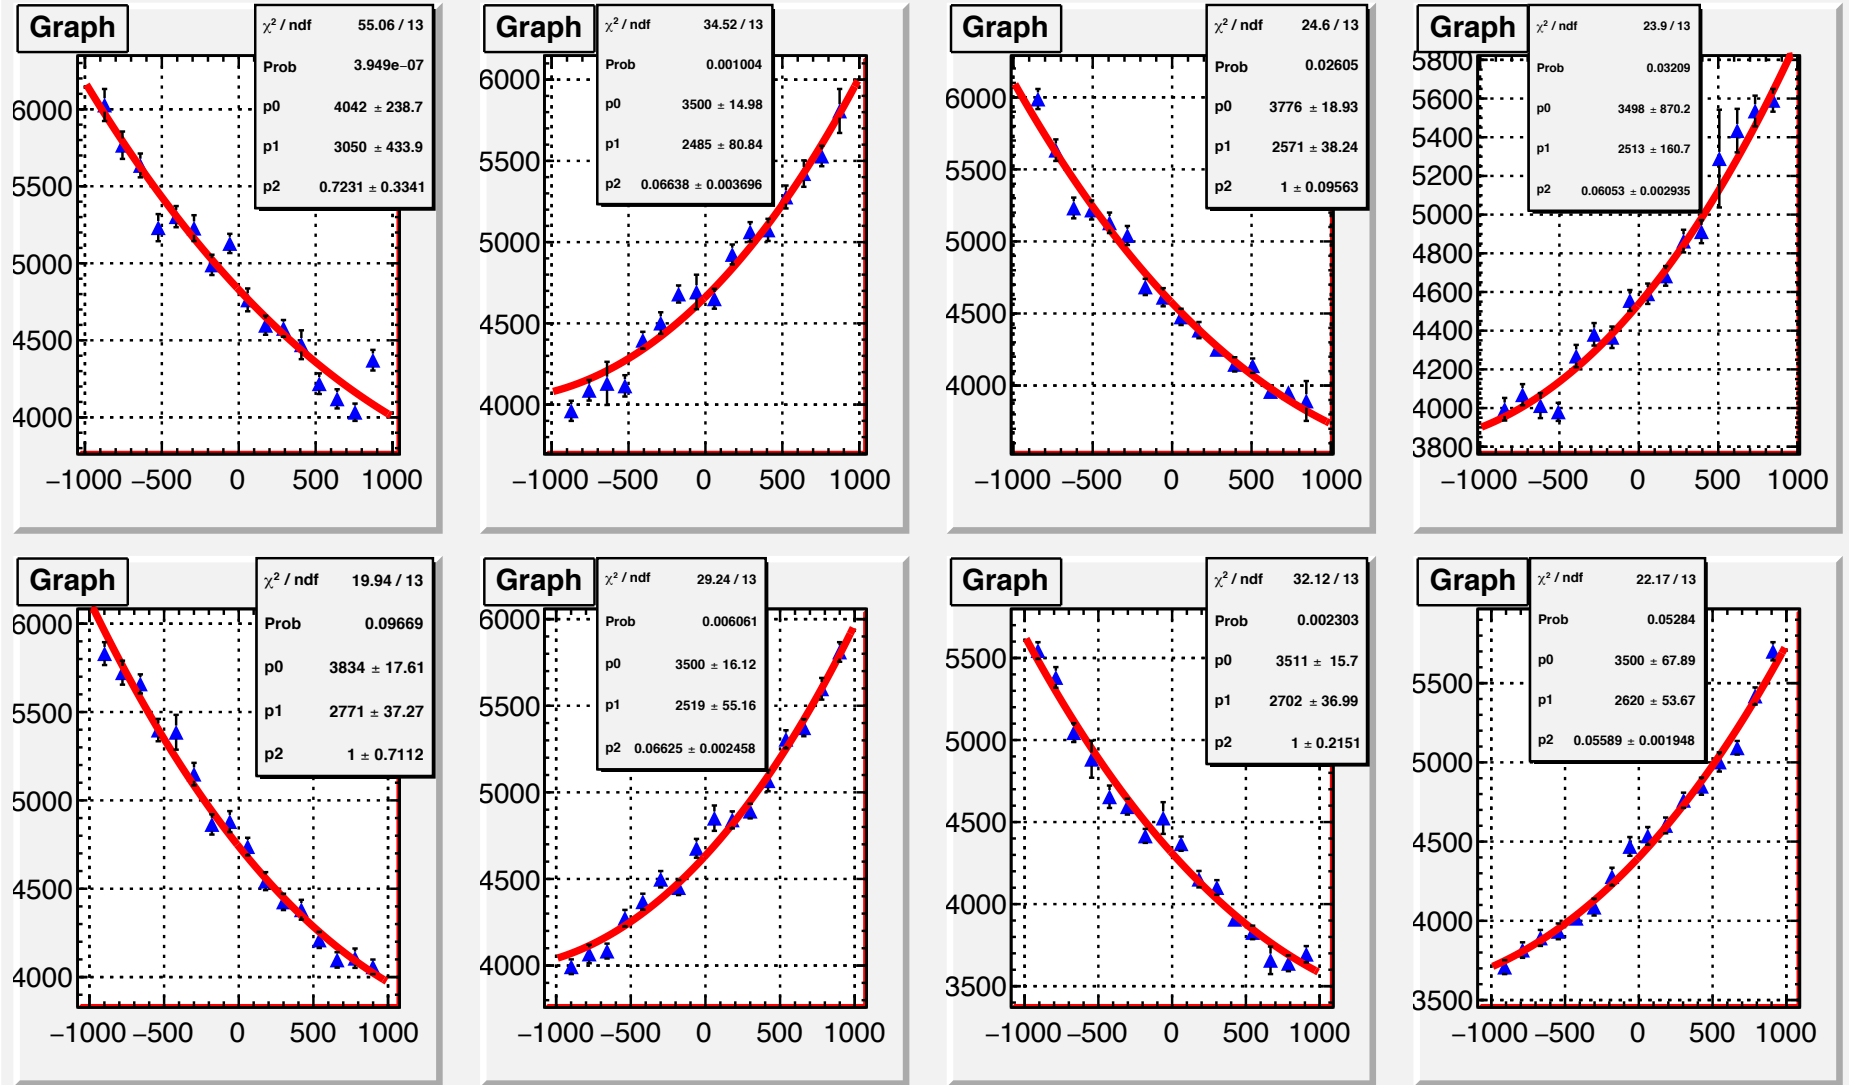 Graph
χ² / ndf 55.06 / 13
Prob 3.949e−07
p0 4042 ± 238.7
p1 3050 ± 433.9
p2 0.7231 ± 0.3341
6000
5500
5000
4500
4000
−1000 −500 0 500 1000
Graph
χ² / ndf 34.52 / 13
Prob 0.001004
p0 3500 ± 14.98
p1 2485 ± 80.84
p2 0.06638 ± 0.003696
6000
5500
5000
4500
4000
−1000 −500 0 500 1000
Graph
χ² / ndf 24.6 / 13
Prob 0.02605
p0 3776 ± 18.93
p1 2571 ± 38.24
p2 1 ± 0.09563
6000
5500
5000
4500
4000
−1000 −500 0 500 1000
Graph
χ² / ndf 23.9 / 13
Prob 0.03209
p0 3498 ± 870.2
p1 2513 ± 160.7
p2 0.06053 ± 0.002935
5800
5600
5400
5200
5000
4800
4600
4400
4200
4000
3800
−1000 −500 0 500 1000
Graph
χ² / ndf 19.94 / 13
Prob 0.09669
p0 3834 ± 17.61
p1 2771 ± 37.27
p2 1 ± 0.7112
6000
5500
5000
4500
4000
−1000 −500 0 500 1000
Graph
χ² / ndf 29.24 / 13
Prob 0.006061
p0 3500 ± 16.12
p1 2519 ± 55.16
p2 0.06625 ± 0.002458
6000
5500
5000
4500
4000
−1000 −500 0 500 1000
Graph
χ² / ndf 32.12 / 13
Prob 0.002303
p0 3511 ± 15.7
p1 2702 ± 36.99
p2 1 ± 0.2151
5500
5000
4500
4000
3500
−1000 −500 0 500 1000
Graph
χ² / ndf 22.17 / 13
Prob 0.05284
p0 3500 ± 67.89
p1 2620 ± 53.67
p2 0.05589 ± 0.001948
5500
5000
4500
4000
3500
−1000 −500 0 500 1000